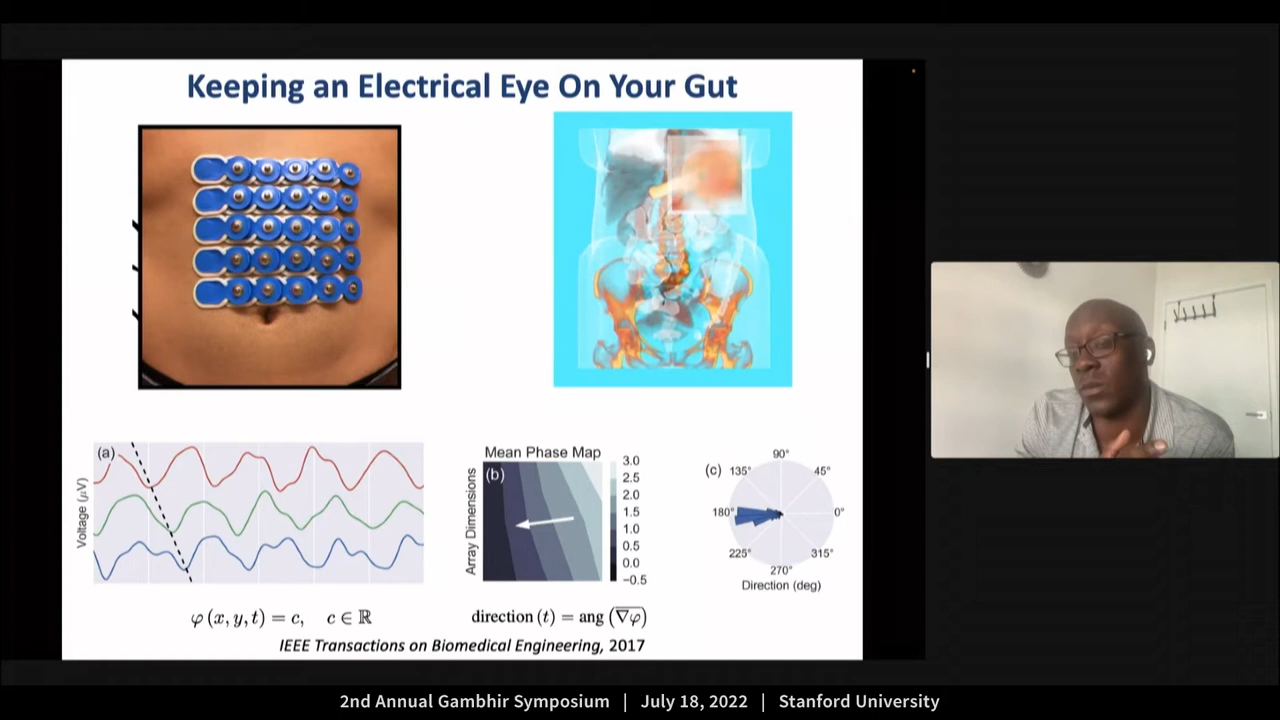 Keeping an Electrical Eye On Your Gut
(a)
Voltage (μV)
Mean Phase Map
(b)
Array Dimensions
3.0
2.5
2.0
1.5
1.0
0.5
0.0
−0.5
(c)
90°
135°
45°
180°
0°
225°
315°
270°
Direction (deg)
φ (x, y, t) = c, c ∈ ℝ
direction (t) = ang (∇φ)
IEEE Transactions on Biomedical Engineering, 2017
2nd Annual Gambhir Symposium | July 18, 2022 | Stanford University